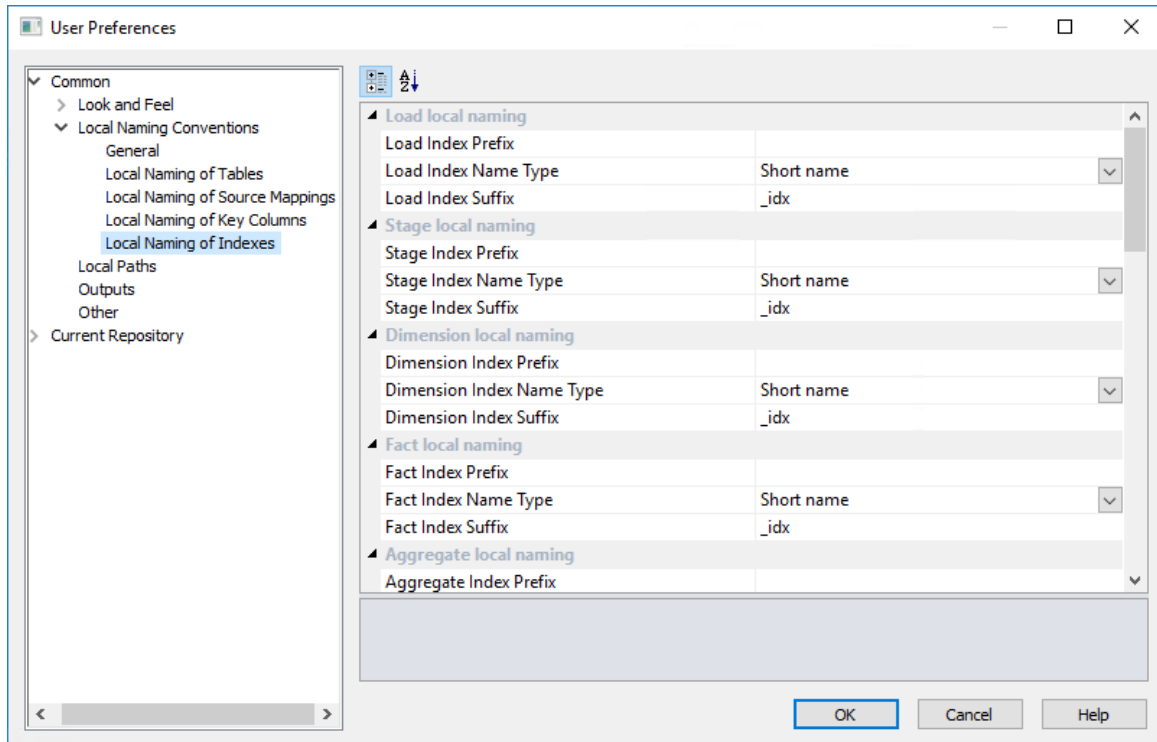 User Preferences
Common
Look and Feel
Local Naming Conventions
General
Local Naming of Tables
Local Naming of Source Mappings
Local Naming of Key Columns
Local Naming of Indexes
Local Paths
Outputs
Other
Current Repository
Load local naming
Load Index Prefix
Load Index Name Type Short name
Load Index Suffix _idx
Stage local naming
Stage Index Prefix
Stage Index Name Type Short name
Stage Index Suffix _idx
Dimension local naming
Dimension Index Prefix
Dimension Index Name Type Short name
Dimension Index Suffix _idx
Fact local naming
Fact Index Prefix
Fact Index Name Type Short name
Fact Index Suffix _idx
Aggregate local naming
Aggregate Index Prefix
OK Cancel Help